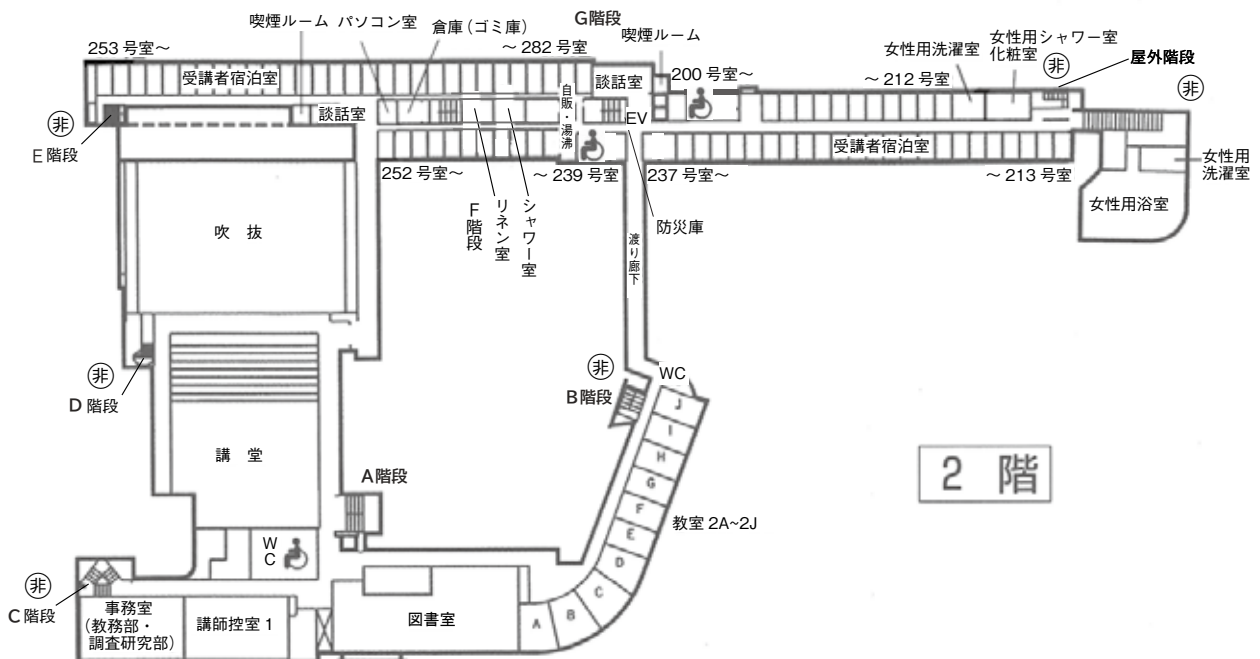 G階段
喫煙ルーム パソコン室
倉庫(ゴミ庫)
253 号室～
～ 282 号室
喫煙ルーム
200 号室～
～ 212 号室
女性用洗濯室
女性用シャワー室
化粧室
非
屋外階段
非
受講者宿泊室
談話室
自販・湯沸
談話室
EV
非
E階段
252 号室～
～ 239 号室
237 号室～
受講者宿泊室
～ 213 号室
女性用
洗濯室
女性用浴室
F階段
リネン室
シャワー室
防災庫
渡り廊下
吹 抜
非
D 階段
非
B階段
WC
J
I
H
G
F
E
D
C
B
A
教室 2A~2J
2 階
講 堂
A階段
WC
非
C 階段
事務室
(教務部・
調査研究部)
講師控室 1
図書室